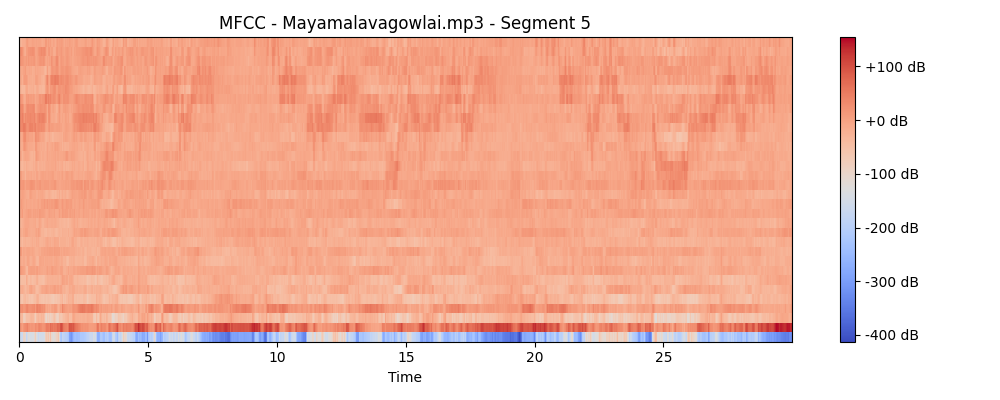 MFCC - Mayamalavagowlai.mp3 - Segment 5
+100 dB
+0 dB
-100 dB
-200 dB
-300 dB
-400 dB
0 5 10 15 20 25
Time